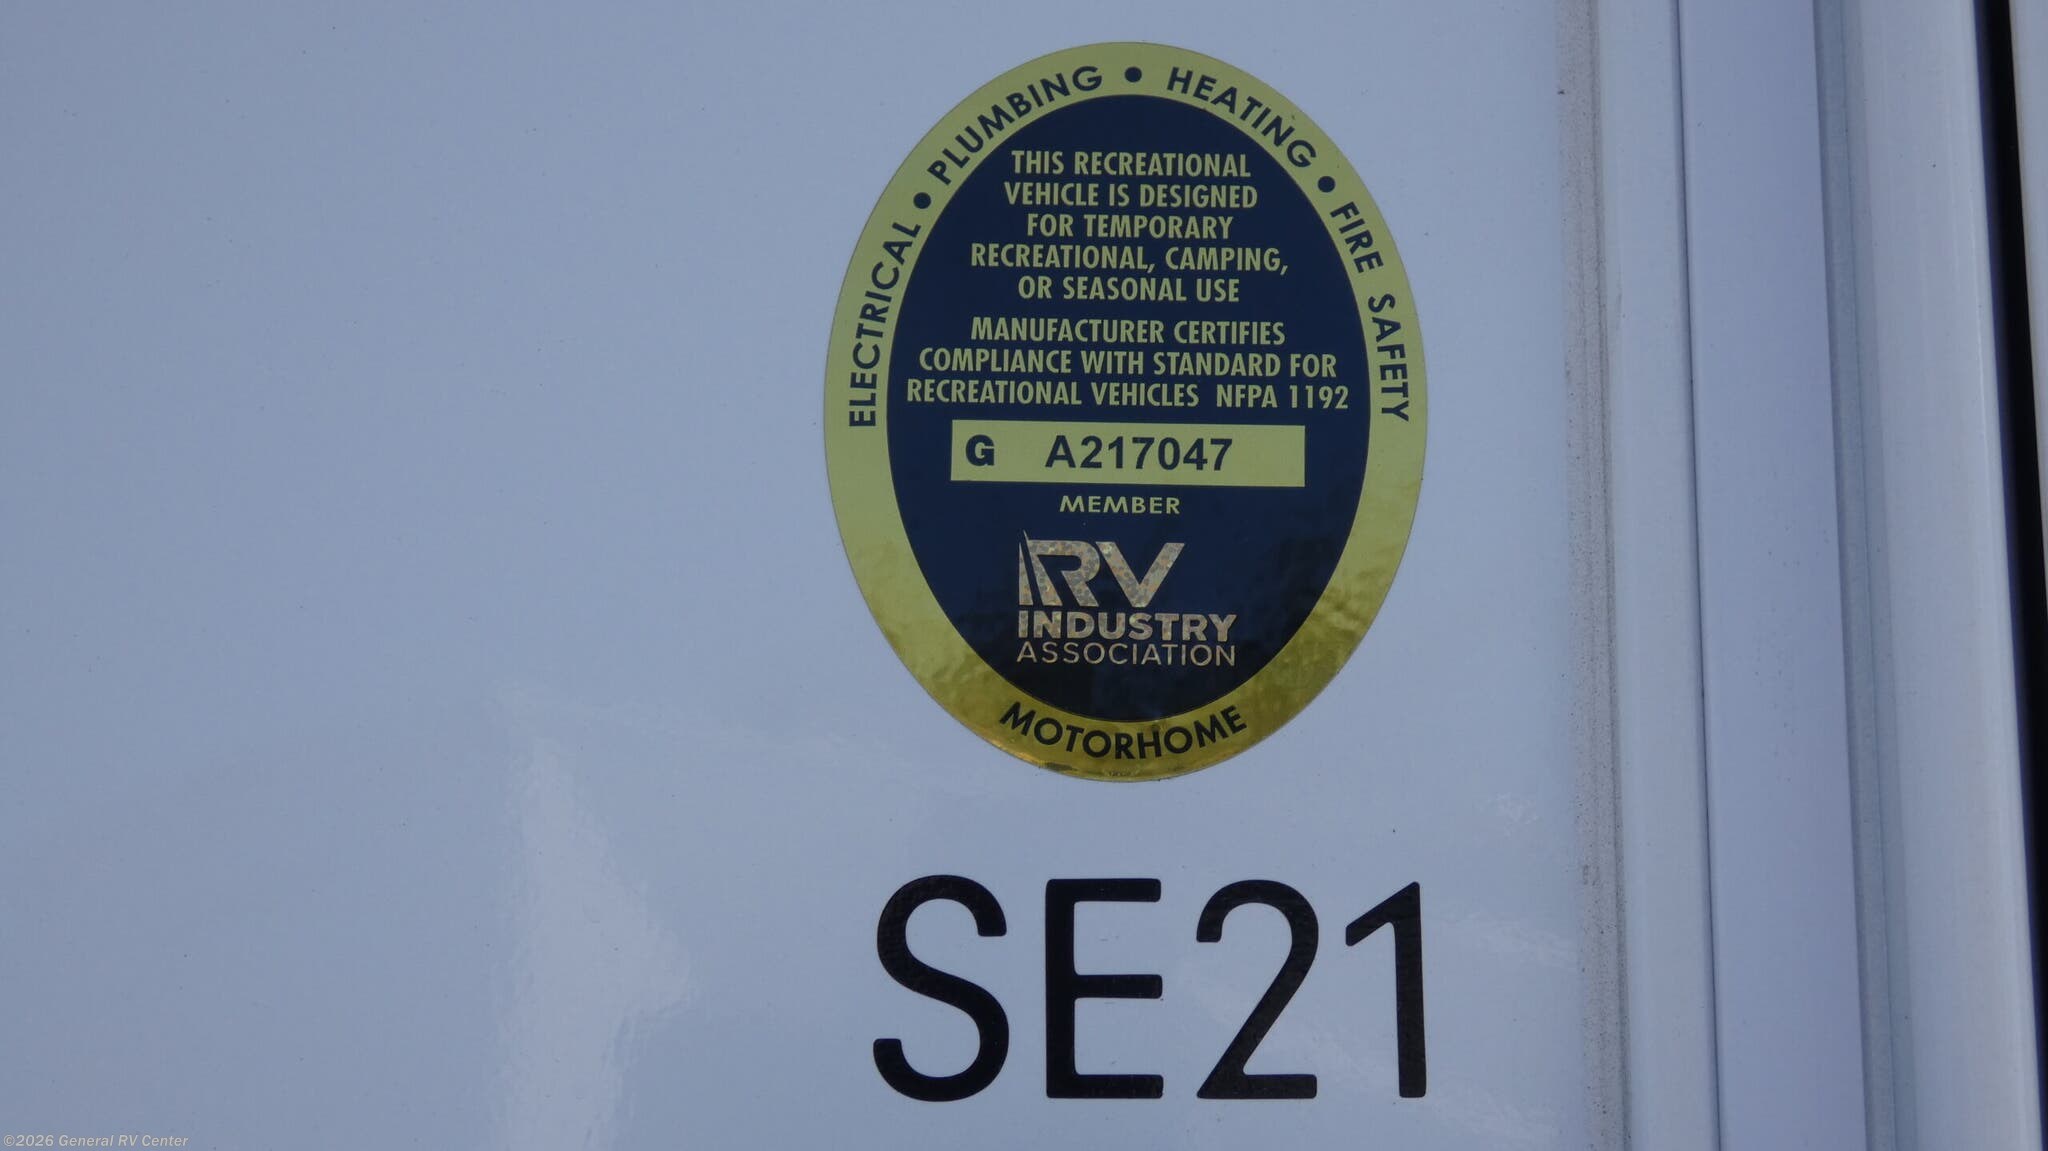 ELECTRICAL • PLUMBING • HEATING • FIRE SAFETY
THIS RECREATIONAL
VEHICLE IS DESIGNED
FOR TEMPORARY
RECREATIONAL, CAMPING,
OR SEASONAL USE
MANUFACTURER CERTIFIES
COMPLIANCE WITH STANDARD FOR
RECREATIONAL VEHICLES NFPA 1192
G A217047
MEMBER
RV
INDUSTRY
ASSOCIATION
MOTORHOME
SE21
©2026 General RV Center